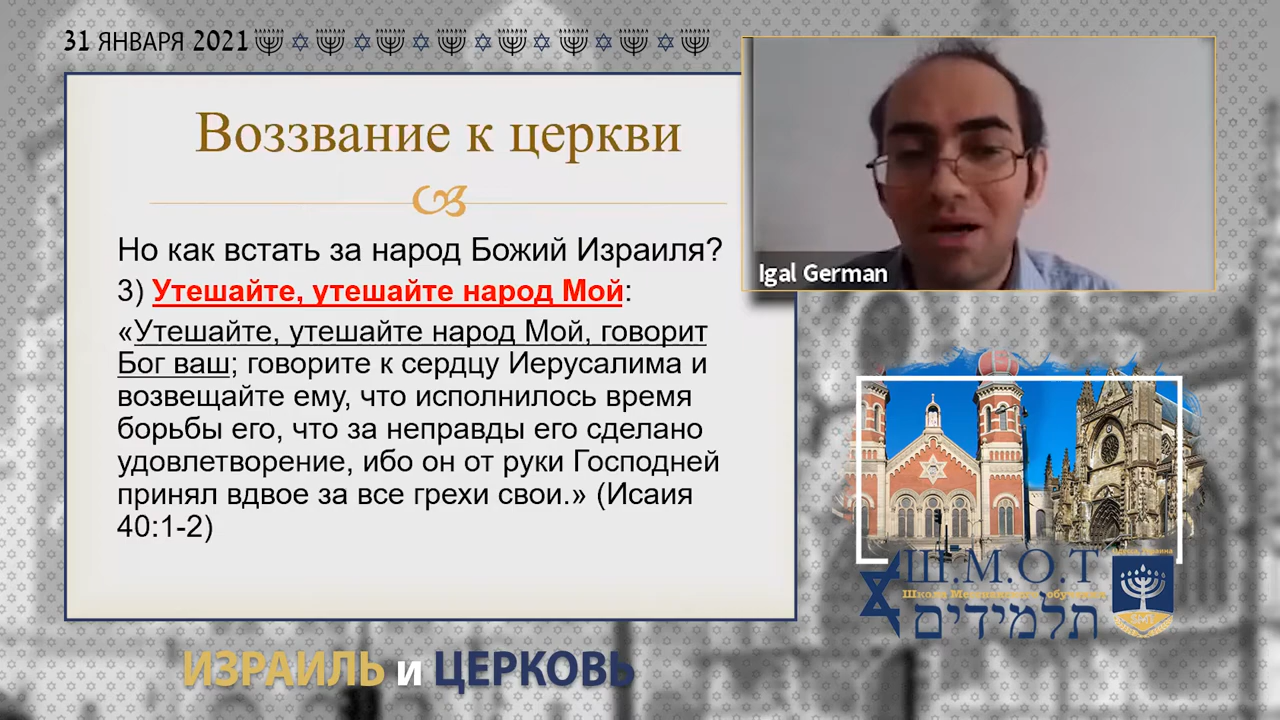 31 ЯНВАРЯ 2021
Воззвание к церкви
Но как встать за народ Божий Израиля?
3) Утешайте, утешайте народ Мой:
«Утешайте, утешайте народ Мой, говорит
Бог ваш; говорите к сердцу Иерусалима и
возвещайте ему, что исполнилось время
борьбы его, что за неправды его сделано
удовлетворение, ибо он от руки Господней
принял вдвое за все грехи свои.» (Исаия
40:1-2)
Igal German
Ш.М.О.Т
Школа
תלמידים
ИЗРАИЛЬ и ЦЕРКОВЬ